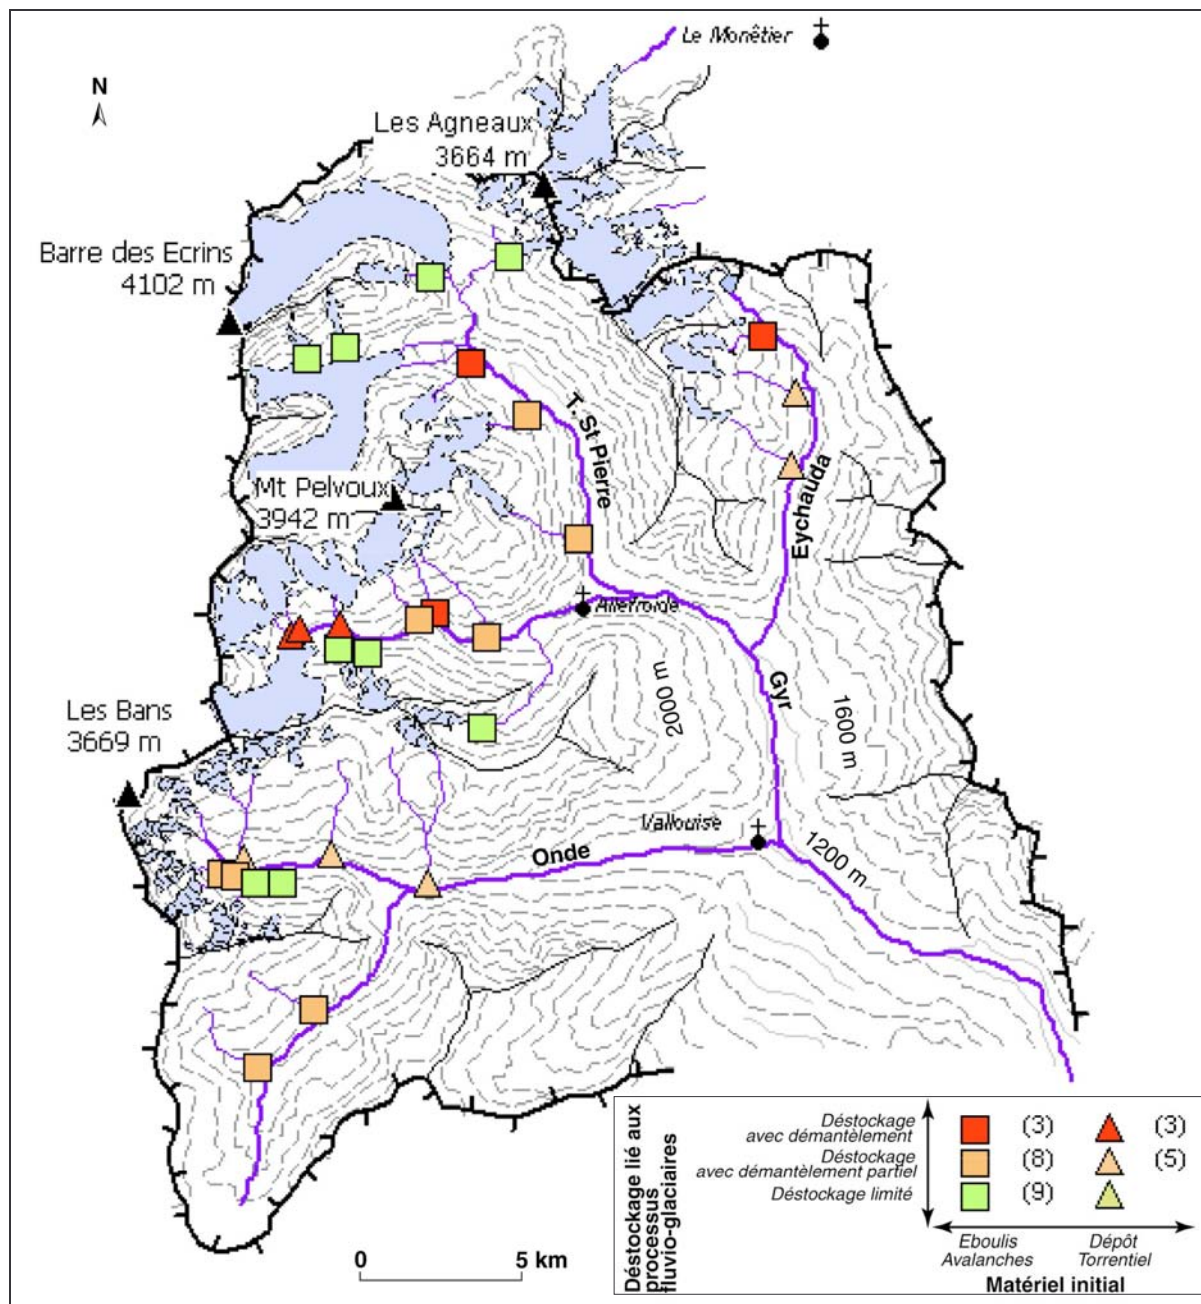 Le Monêtier
N
Les Agneaux
3664 m
Barre des Ecrins
4102 m
T. St Pierre
Mt Pelvoux
3942 m
Eychauda
Ailefroide
Les Bans
3669 m
2000 m
Gyr
1600 m
Vallouise
Onde
1200 m
0 5 km
Déstockage lié aux
processus
fluvio-glaciaires
Déstockage
avec démantèlement
(3) (3)
Déstockage
avec démantèlement partiel
(8) (5)
Déstockage limité
(9)
Eboulis
Avalanches
Dépôt
Torrentiel
Matériel initial